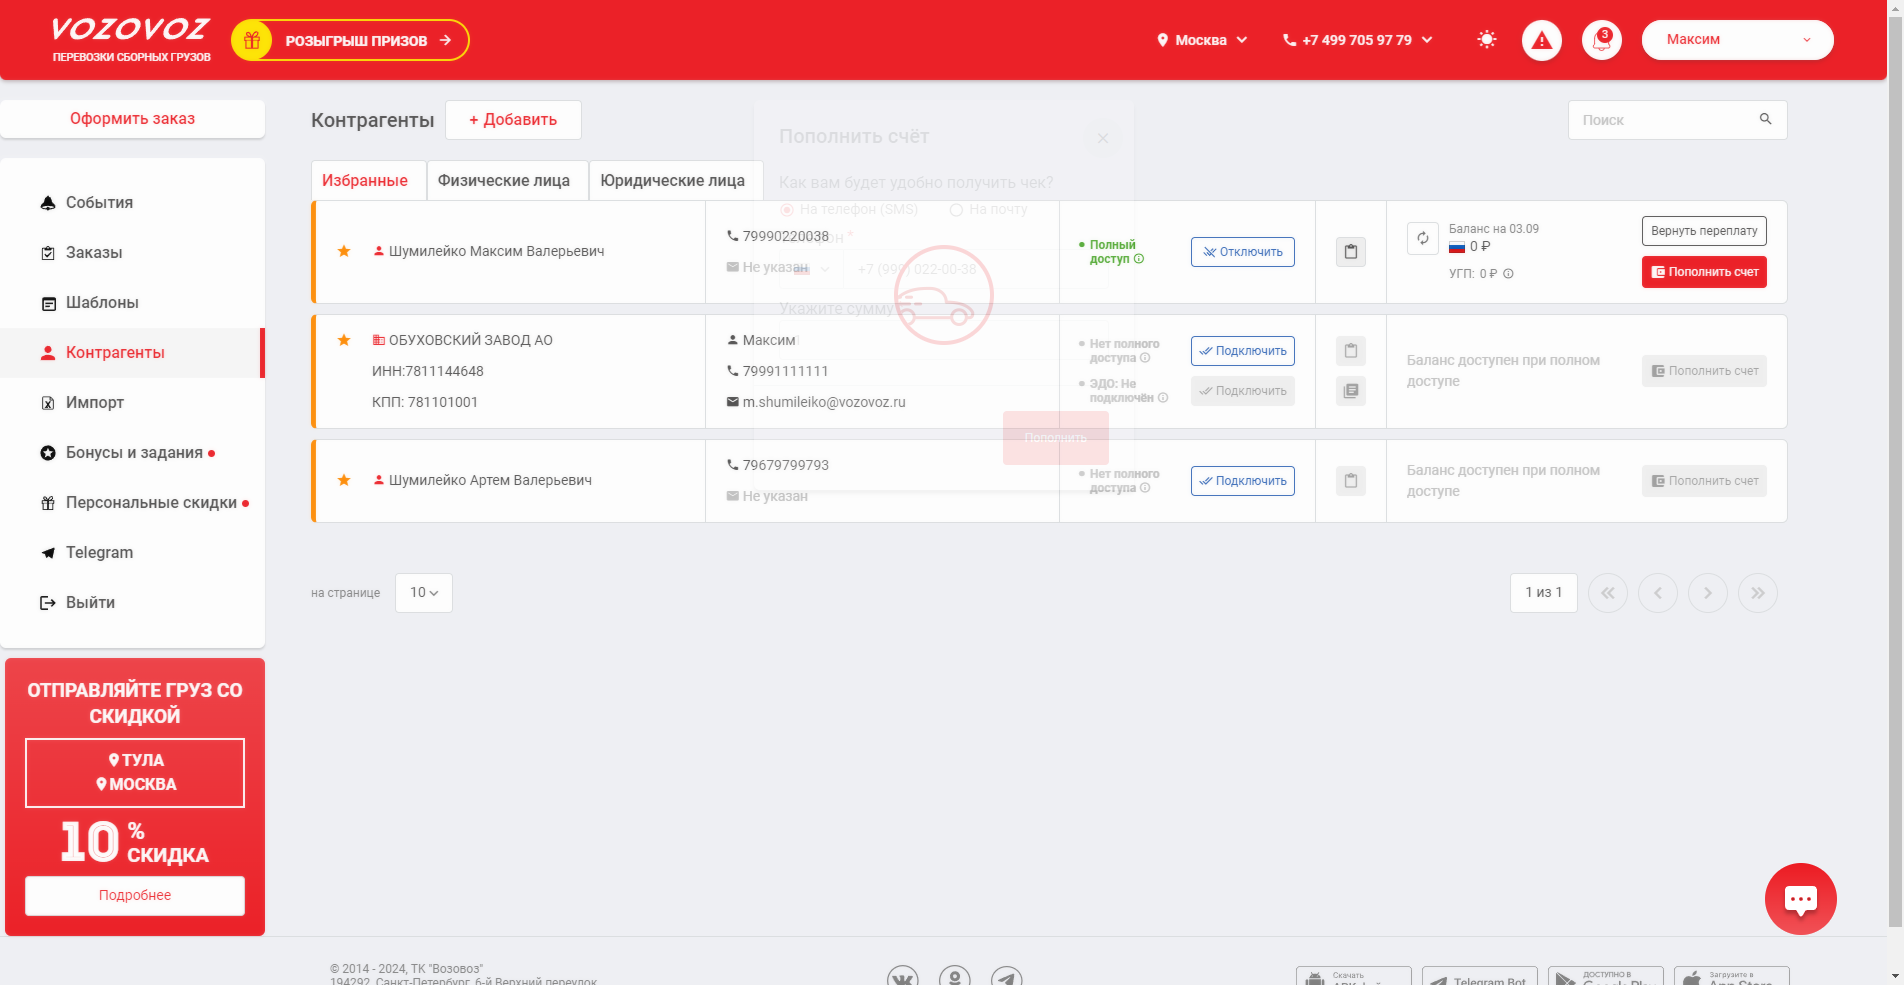 VOZOVOZ
ПЕРЕВОЗКИ СБОРНЫХ ГРУЗОВ
РОЗЫГРЫШ ПРИЗОВ
Москва
+7 499 705 97 79
3
Максим
Оформить заказ
События
Заказы
Шаблоны
Контрагенты
Импорт
Бонусы и задания
Персональные скидки
Telegram
Выйти
ОТПРАВЛЯЙТЕ ГРУЗ СО
СКИДКОЙ
ТУЛА
МОСКВА
10 %
СКИДКА
Подробнее
Контрагенты
+ Добавить
Поиск
Избранные
Физические лица
Юридические лица
Пополнить счёт
Как вам будет удобно получить чек?
На телефон (SMS)
На почту
+7 (999) 022-00-38
Укажите сумму
Пополнить
Шумилейко Максим Валерьевич
79990220038
Не указан
Полный
доступ
Отключить
Баланс на 03.09
0 ₽
УГП: 0 ₽
Вернуть переплату
Пополнить счет
ОБУХОВСКИЙ ЗАВОД АО
ИНН:7811144648
КПП: 781101001
Максим
79991111111
m.shumileiko@vozovoz.ru
Нет полного
доступа
ЭДО: Не
подключён
Подключить
Подключить
Баланс доступен при полном
доступе
Пополнить счет
Шумилейко Артем Валерьевич
79679799793
Не указан
Нет полного
доступа
Подключить
Баланс доступен при полном
доступе
Пополнить счет
на странице
10
1 из 1
© 2014 - 2024, ТК "Возовоз"
194292, Санкт-Петербург, 6-й Верхний переулок,
Скачать
Telegram Bot
ДОСТУПНО В
Google Play
Загрузите в
App Store